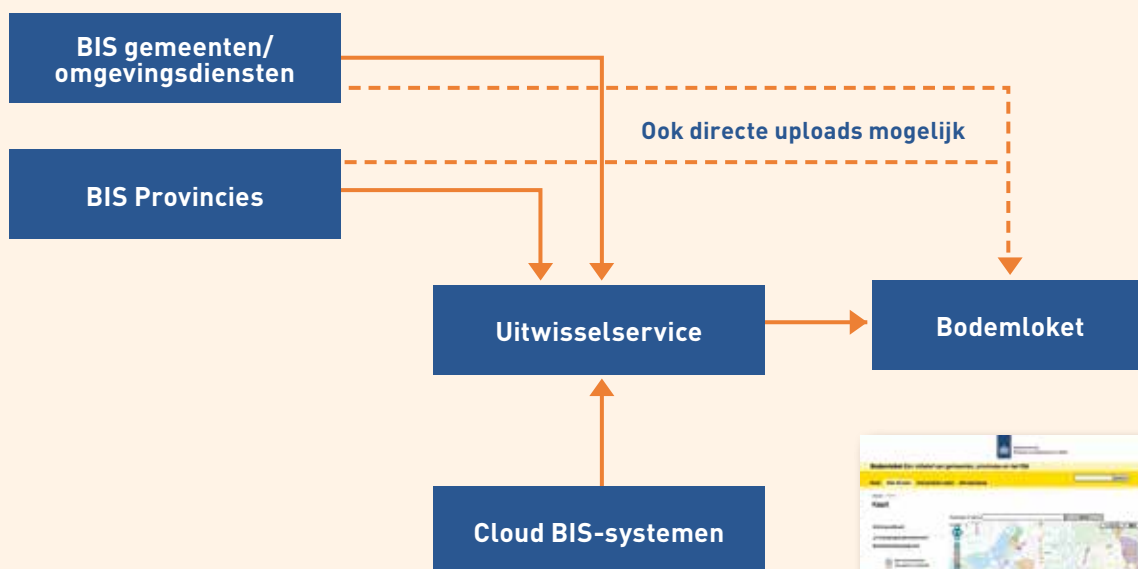 BIS gemeenten/
omgevingsdiensten
Ook directe uploads mogelijk
BIS Provincies
Uitwisselservice
Bodemloket
Cloud BIS-systemen